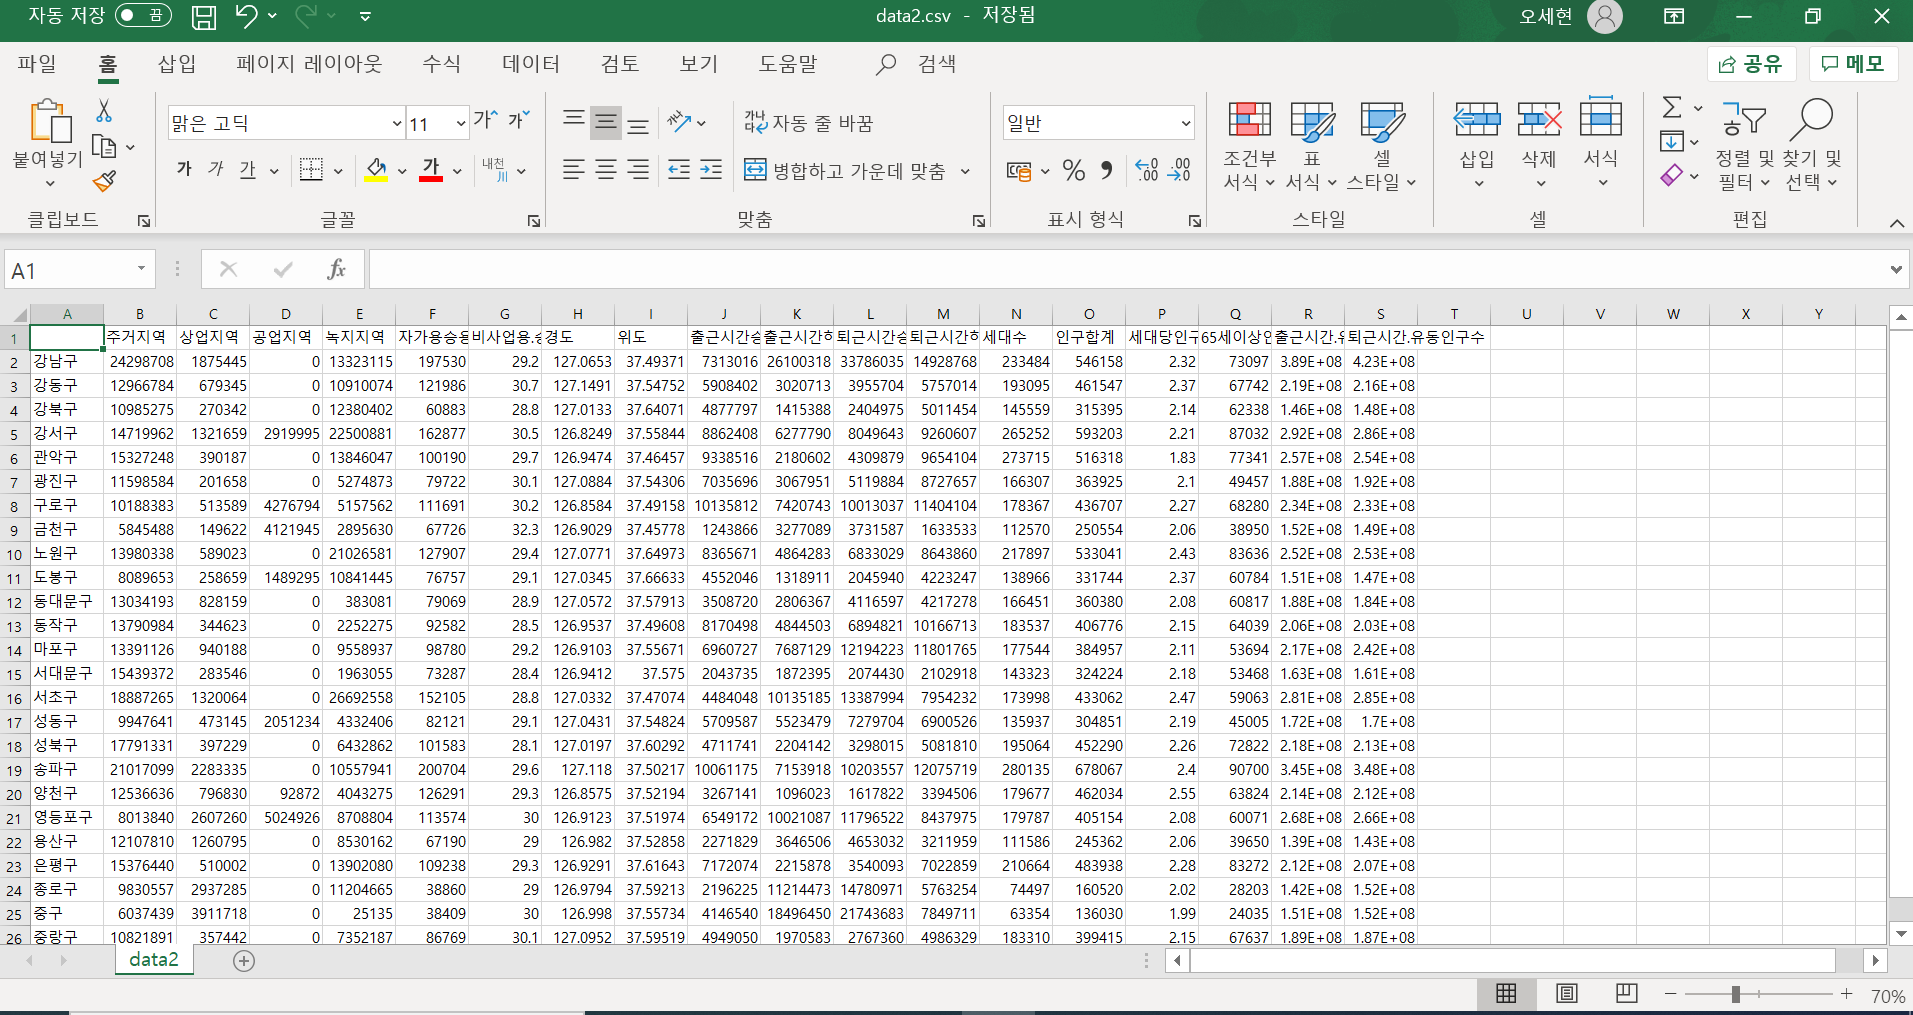 자동 저장 끔 data2.csv - 저장됨 오세현
파일 홈 삽입 페이지 레이아웃 수식 데이터 검토 보기 도움말 검색 공유 메모
붙여넣기 맑은 고딕 11 가 가 가나다 자동 줄 바꿈 일반 조건부 서식 표 서식 셀 스타일 삽입 삭제 서식 정렬 및 필터 찾기 및 선택
가 가 가 가 내천 川 병합하고 가운데 맞춤 % , .00 .00
클립보드 글꼴 맞춤 표시 형식 스타일 셀 편집
A1 fx
A B C D E F G H I J K L M N O P Q R S T U V W X Y
1 주거지역 상업지역 공업지역 녹지지역 자가용승용 비사업용.승 경도 위도 출근시간승 출근시간하 퇴근시간승 퇴근시간하 세대수 인구합계 세대당인구 65세이상인 출근시간.유 퇴근시간.유동인구수
2 강남구 24298708 1875445 0 13323115 197530 29.2 127.0653 37.49371 7313016 26100318 33786035 14928768 233484 546158 2.32 73097 3.89E+08 4.23E+08
3 강동구 12966784 679345 0 10910074 121986 30.7 127.1491 37.54752 5908402 3020713 3955704 5757014 193095 461547 2.37 67742 2.19E+08 2.16E+08
4 강북구 10985275 270342 0 12380402 60883 28.8 127.0133 37.64071 4877797 1415388 2404975 5011454 145559 315395 2.14 62338 1.46E+08 1.48E+08
5 강서구 14719962 1321659 2919995 22500881 162877 30.5 126.8249 37.55844 8862408 6277790 8049643 9260607 265252 593203 2.21 87032 2.92E+08 2.86E+08
6 관악구 15327248 390187 0 13846047 100190 29.7 126.9474 37.46457 9338516 2180602 4309879 9654104 273715 516318 1.83 77341 2.57E+08 2.54E+08
7 광진구 11598584 201658 0 5274873 79722 30.1 127.0884 37.54306 7035696 3067951 5119884 8727657 166307 363925 2.1 49457 1.88E+08 1.92E+08
8 구로구 10188383 513589 4276794 5157562 111691 30.2 126.8584 37.49158 10135812 7420743 10013037 11404104 178367 436707 2.27 68280 2.34E+08 2.33E+08
9 금천구 5845488 149622 4121945 2895630 67726 32.3 126.9029 37.45778 1243866 3277089 3731587 1633533 112570 250554 2.06 38950 1.52E+08 1.49E+08
10 노원구 13980338 589023 0 21026581 127907 29.4 127.0771 37.64973 8365671 4864283 6833029 8643860 217897 533041 2.43 83636 2.52E+08 2.53E+08
11 도봉구 8089653 258659 1489295 10841445 76757 29.1 127.0345 37.66633 4552046 1318911 2045940 4223247 138966 331744 2.37 60784 1.51E+08 1.47E+08
12 동대문구 13034193 828159 0 383081 79069 28.9 127.0572 37.57913 3508720 2806367 4116597 4217278 166451 360380 2.08 60817 1.88E+08 1.84E+08
13 동작구 13790984 344623 0 2252275 92582 28.5 126.9537 37.49608 8170498 4844503 6894821 10166713 183537 406776 2.15 64039 2.06E+08 2.03E+08
14 마포구 13391126 940188 0 9558937 98780 29.2 126.9103 37.55671 6960727 7687129 12194223 11801765 177544 384957 2.11 53694 2.17E+08 2.42E+08
15 서대문구 15439372 283546 0 1963055 73287 28.4 126.9412 37.575 2043735 1872395 2074430 2102918 143323 324224 2.18 53468 1.63E+08 1.61E+08
16 서초구 18887265 1320064 0 26692558 152105 28.8 127.0332 37.47074 4484048 10135185 13387994 7954232 173998 433062 2.47 59063 2.81E+08 2.85E+08
17 성동구 9947641 473145 2051234 4332406 82121 29.1 127.0431 37.54824 5709587 5523479 7279704 6900526 135937 304851 2.19 45005 1.72E+08 1.7E+08
18 성북구 17791331 397229 0 6432862 101583 28.1 127.0197 37.60292 4711741 2204142 3298015 5081810 195064 452290 2.26 72822 2.18E+08 2.13E+08
19 송파구 21017099 2283335 0 10557941 200704 29.6 127.118 37.50217 10061175 7153918 10203557 12075719 280135 678067 2.4 90700 3.45E+08 3.48E+08
20 양천구 12536636 796830 92872 4043275 126291 29.3 126.8575 37.52194 3267141 1096023 1617822 3394506 179677 462034 2.55 63824 2.14E+08 2.12E+08
21 영등포구 8013840 2607260 5024926 8708804 113574 30 126.9123 37.51974 6549172 10021087 11796522 8437975 179787 405154 2.08 60071 2.68E+08 2.66E+08
22 용산구 12107810 1260795 0 8530162 67190 29 126.982 37.52858 2271829 3646506 4653032 3211959 111586 245362 2.06 39650 1.39E+08 1.43E+08
23 은평구 15376440 510002 0 13902080 109238 29.3 126.9291 37.61643 7172074 2215878 3540093 7022859 210664 483938 2.28 83272 2.12E+08 2.07E+08
24 종로구 9830557 2937285 0 11204665 38860 29 126.9794 37.59213 2196225 11214473 14780971 5763254 74497 160520 2.02 28203 1.42E+08 1.52E+08
25 중구 6037439 3911718 0 25135 38409 30 126.998 37.55734 4146540 18496450 21743683 7849711 63354 136030 1.99 24035 1.51E+08 1.52E+08
26 중랑구 10821891 357442 0 7352187 86769 30.1 127.0952 37.59519 4949050 1970583 2767360 4986329 183310 399415 2.15 67637 1.89E+08 1.87E+08
data2
70%